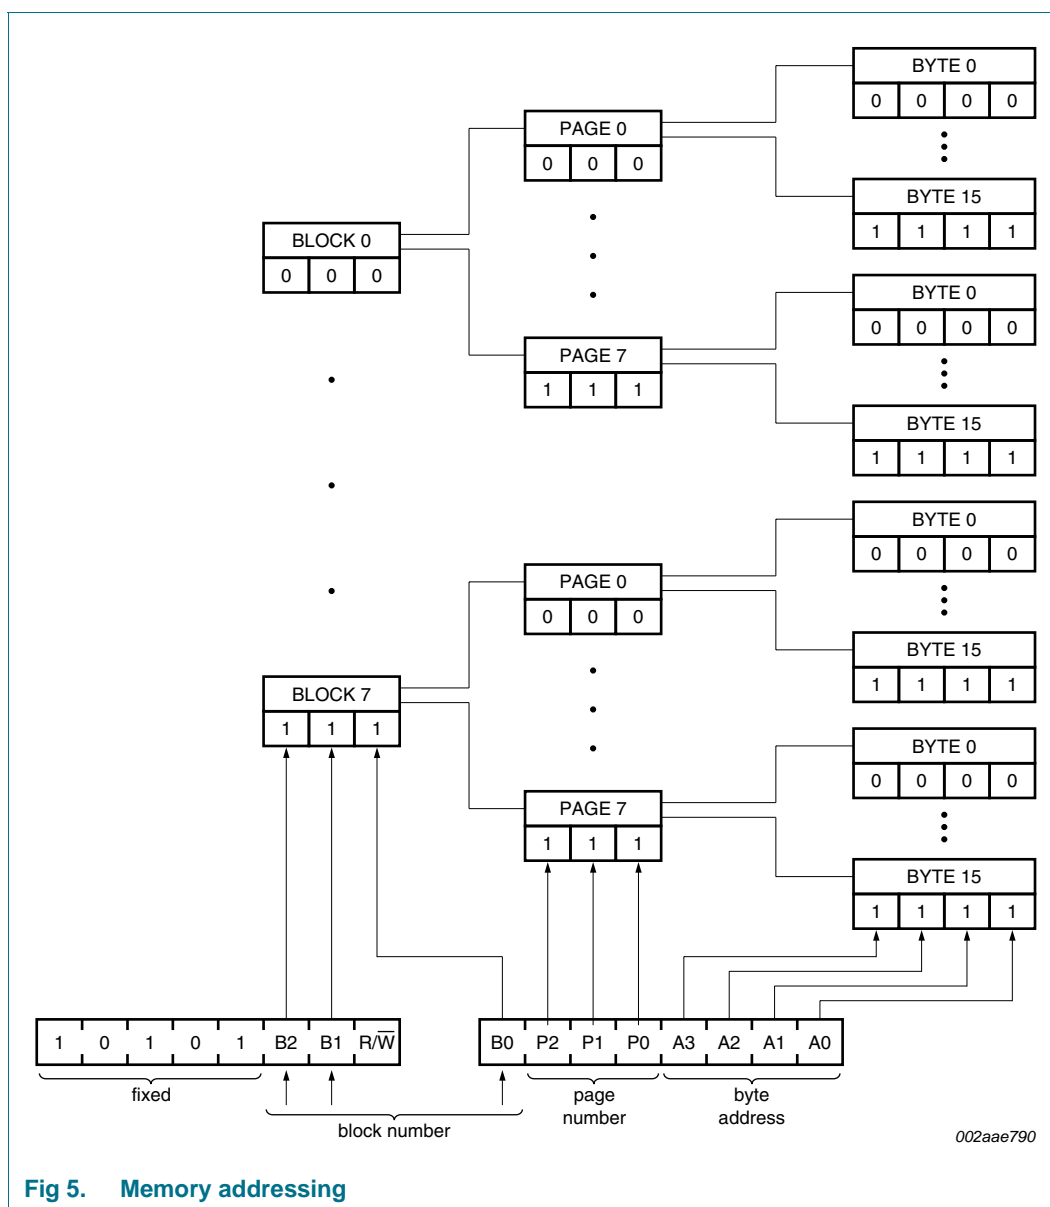 BYTE 0
0 0 0 0
PAGE 0
0 0 0
BYTE 15
1 1 1 1
BLOCK 0
0 0 0
BYTE 0
0 0 0 0
PAGE 7
1 1 1
BYTE 15
1 1 1 1
BYTE 0
0 0 0 0
PAGE 0
0 0 0
BYTE 15
1 1 1 1
BLOCK 7
1 1 1
BYTE 0
0 0 0 0
PAGE 7
1 1 1
BYTE 15
1 1 1 1
1 0 1 0 1 B2 B1 R/W̅
B0 P2 P1 P0 A3 A2 A1 A0
fixed
block number
page
number
byte
address
002aae790
Fig 5. Memory addressing